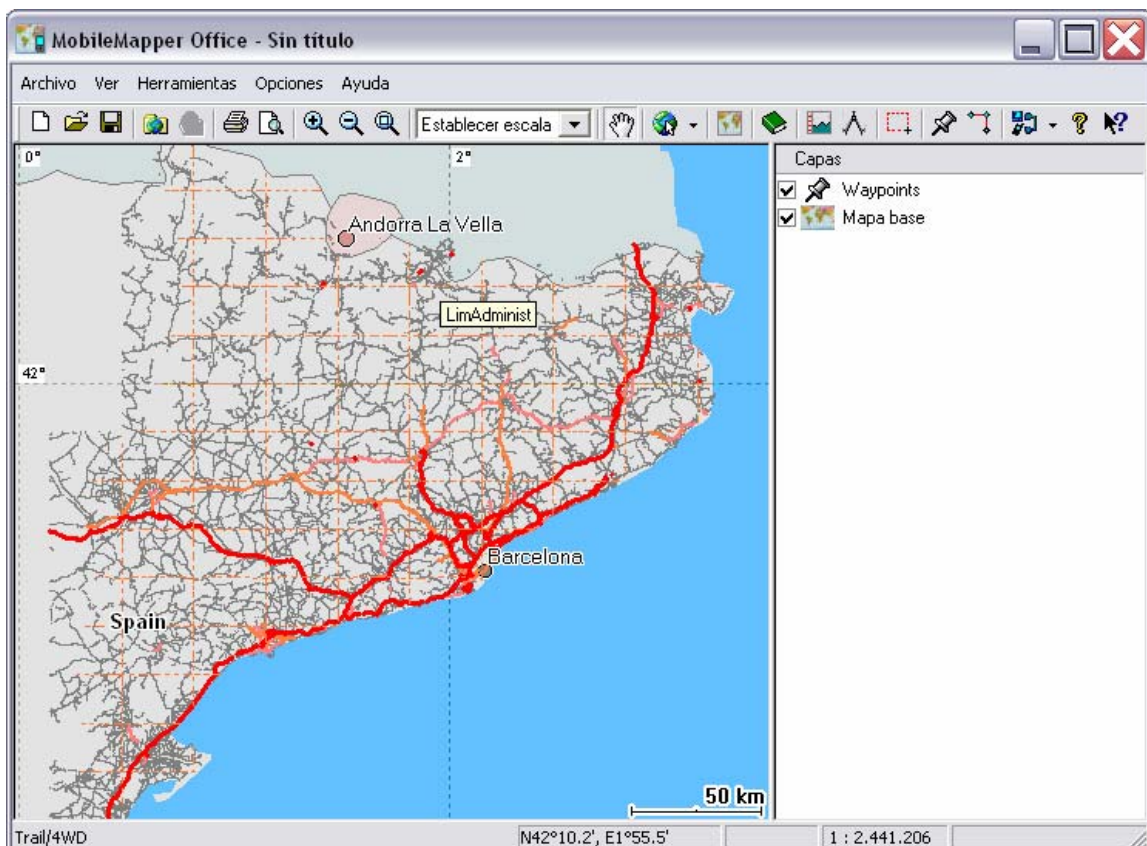 MobileMapper Office - Sin título
Archivo Ver Herramientas Opciones Ayuda
Establecer escala
0°
2°
Capas
Waypoints
Mapa base
Andorra La Vella
LimAdminist
42°
Barcelona
Spain
50 km
Trail/4WD
N42°10.2', E1°55.5'
1 : 2.441.206